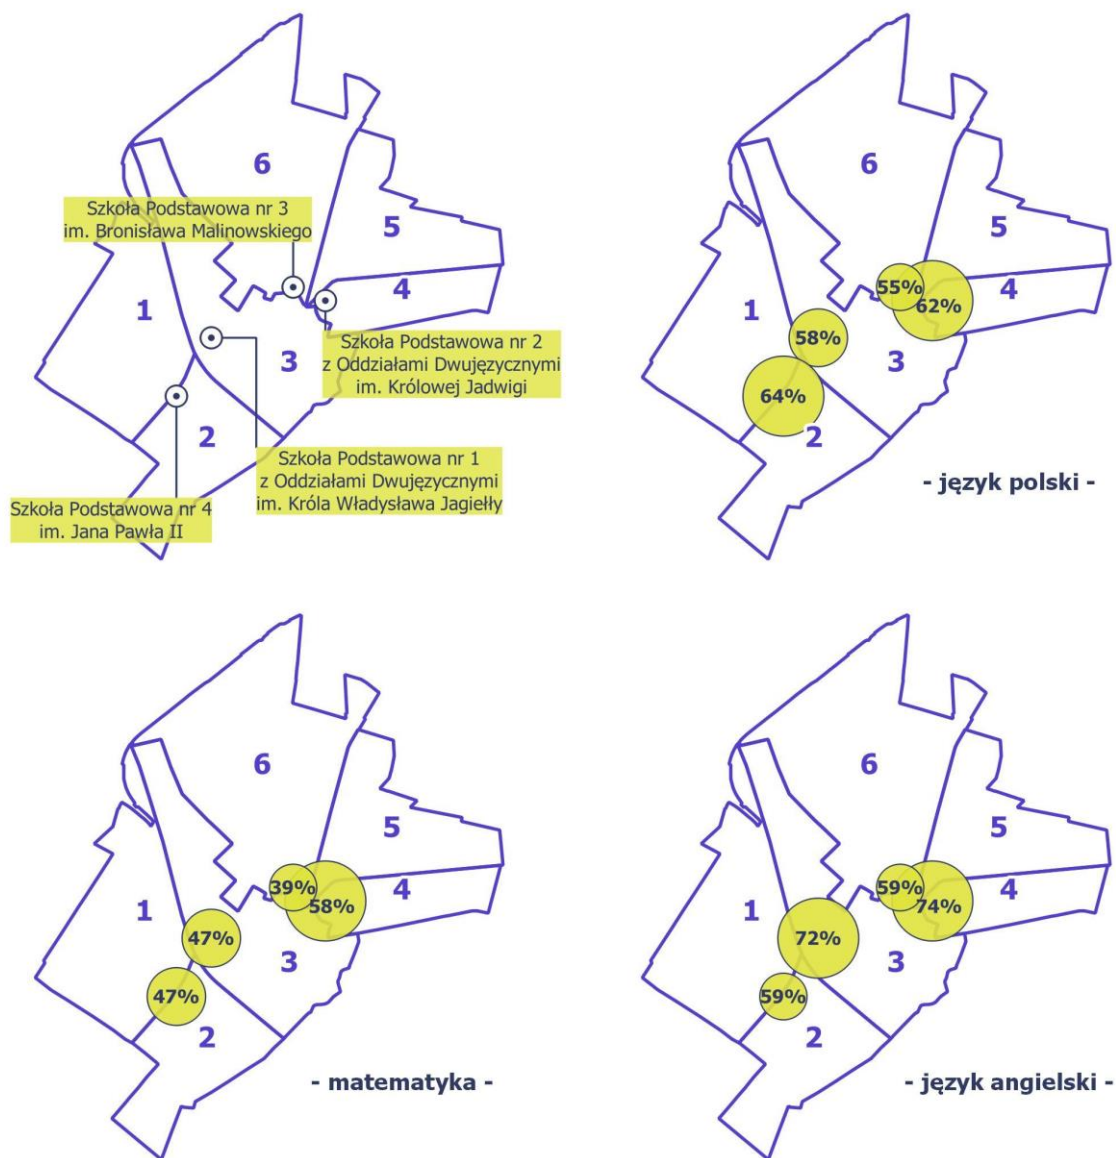 6
Szkoła Podstawowa nr 3
im. Bronisława Malinowskiego
5
4
1
Szkoła Podstawowa nr 2
z Oddziałami Dwujęzycznymi
im. Królowej Jadwigi
3
2
Szkoła Podstawowa nr 1
z Oddziałami Dwujęzycznymi
im. Króla Władysława Jagiełły
Szkoła Podstawowa nr 4
im. Jana Pawła II
6
5
55%
4
62%
1
58%
3
64%
2
- język polski -
6
5
39%
4
58%
1
47%
3
47%
2
- matematyka -
6
5
59%
4
74%
1
72%
3
59%
2
- język angielski -